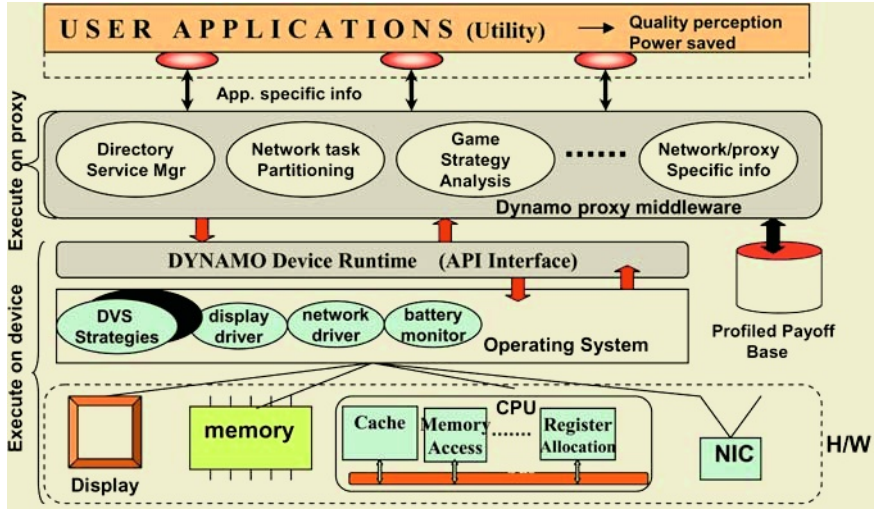 USER APPLICATIONS (Utility)
Quality perception
Power saved
App. specific info
Execute on proxy
Directory
Service Mgr
Network task
Partitioning
Game
Strategy
Analysis
Network/proxy
Specific info
Dynamo proxy middleware
Execute on device
DYNAMO Device Runtime (API Interface)
DVS
Strategies
display
driver
network
driver
battery
monitor
Operating System
Profiled Payoff
Base
Display
memory
CPU
Cache
Memory
Access
Register
Allocation
NIC
H/W